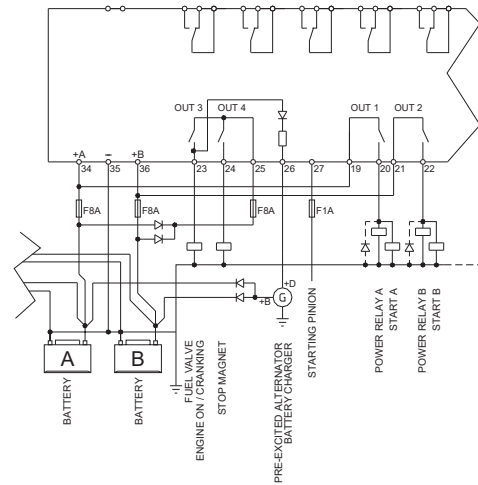 OUT 3
OUT 4
OUT 1
OUT 2
+A
–
+B
34
35
36
23
24
25
26
27
19
20
21
22
F8A
F8A
F8A
F1A
+D
+B
G
A
B
BATTERY
BATTERY
FUEL VALVE
ENGINE ON / CRANKING
STOP MAGNET
PRE-EXCITED ALTERNATOR
BATTERY CHARGER
STARTING PINION
POWER RELAY A
START A
POWER RELAY B
START B